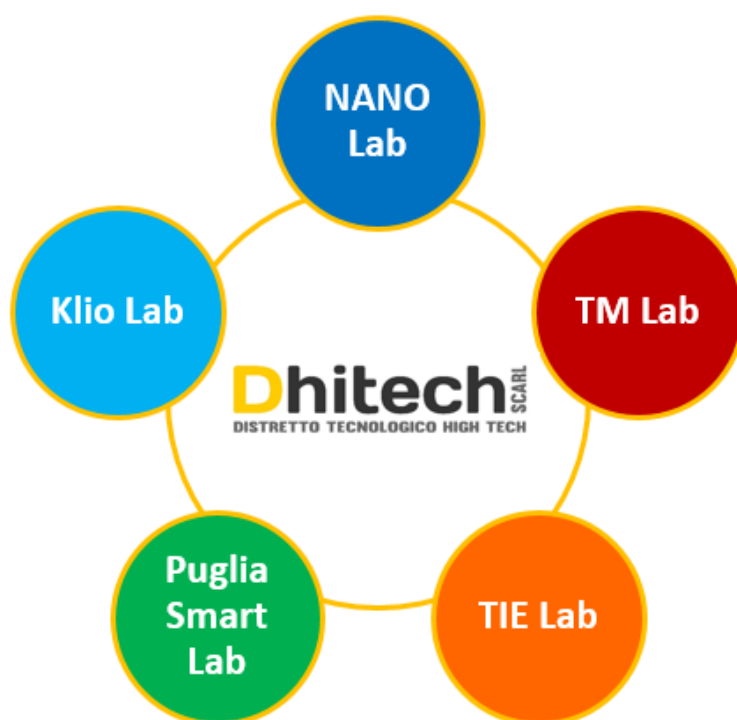 NANO
Lab
Klio Lab
TM Lab
Dhitech SCARL
DISTRETTO TECNOLOGICO HIGH TECH
Puglia
Smart
Lab
TIE Lab